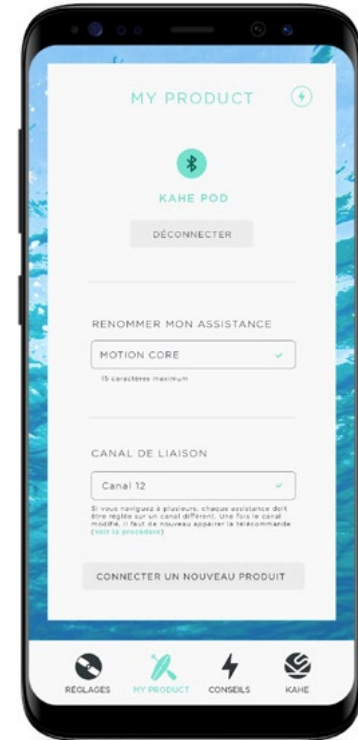 MY PRODUCT
KAHE POD
DÉCONNECTER
RENOMMER MON ASSISTANCE
MOTION CORE
15 caractères maximum
CANAL DE LIAISON
Canal 12
Si vous naviguez à plusieurs, chaque assistance doit
être réglée sur un canal différent. Une fois le canal
modifié, il faut de nouveau appairer la télécommande
(voir la procédure)
CONNECTER UN NOUVEAU PRODUIT
RÉGLAGES MY PRODUCT CONSEILS KAHE